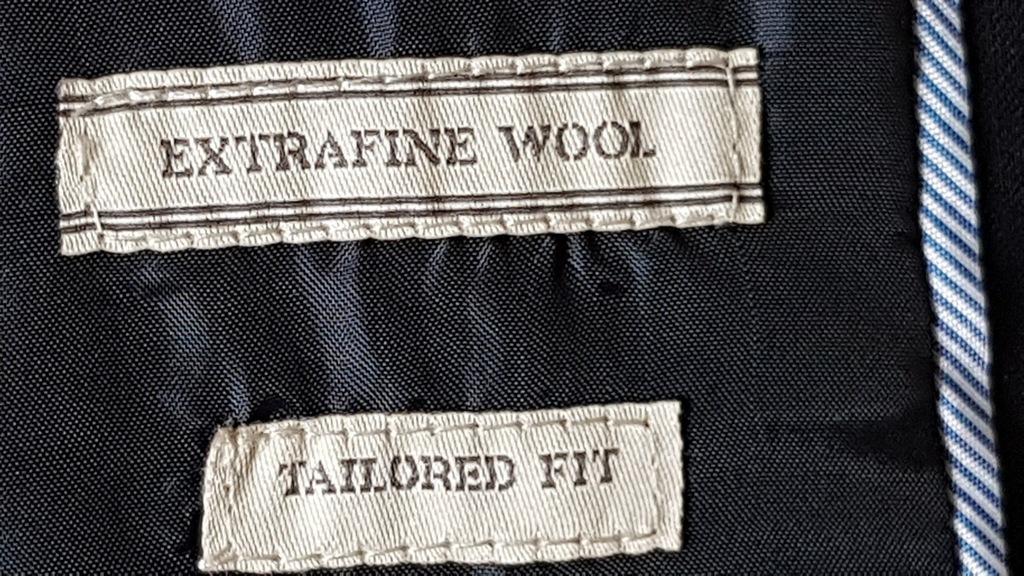 EXTRAFINE WOOL
TAILORED FIT